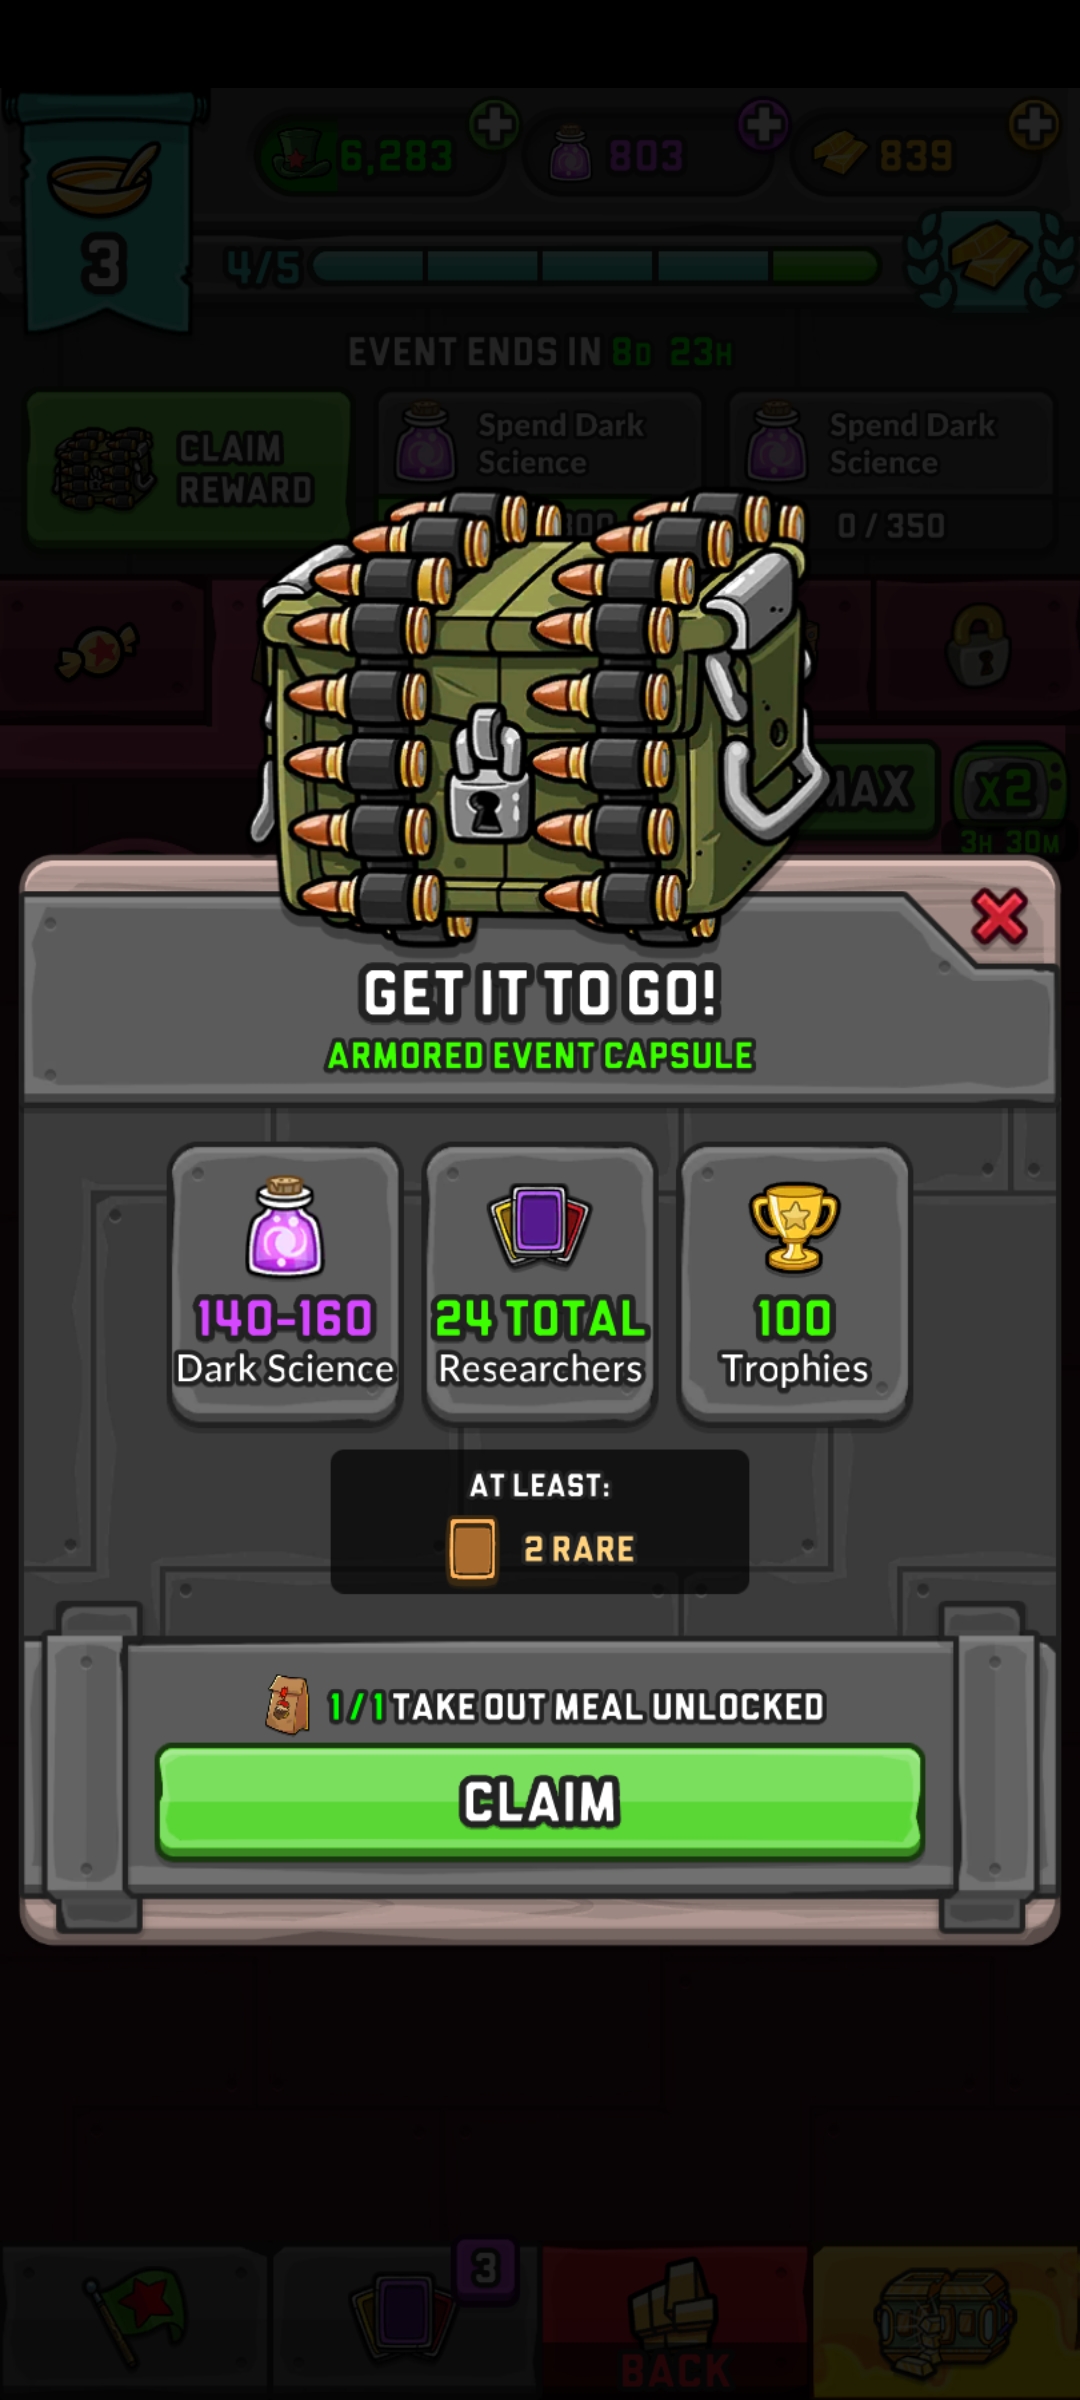 6,283
803
839
3
4/5
EVENT ENDS IN 8D 23H
CLAIM
REWARD
Spend Dark
Science
Spend Dark
Science
0 / 350
MAX
x2
3H 30M
GET IT TO GO!
ARMORED EVENT CAPSULE
140-160
Dark Science
24 TOTAL
Researchers
100
Trophies
AT LEAST:
2 RARE
1/1 TAKE OUT MEAL UNLOCKED
CLAIM
3
BACK